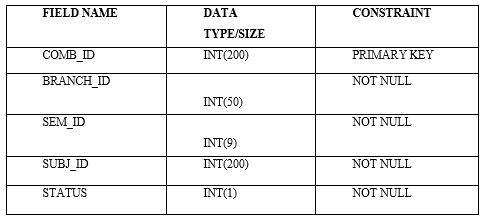 FIELD NAME DATA TYPE/SIZE CONSTRAINT
COMB_ID INT(200) PRIMARY KEY
BRANCH_ID INT(50) NOT NULL
SEM_ID INT(9) NOT NULL
SUBJ_ID INT(200) NOT NULL
STATUS INT(1) NOT NULL